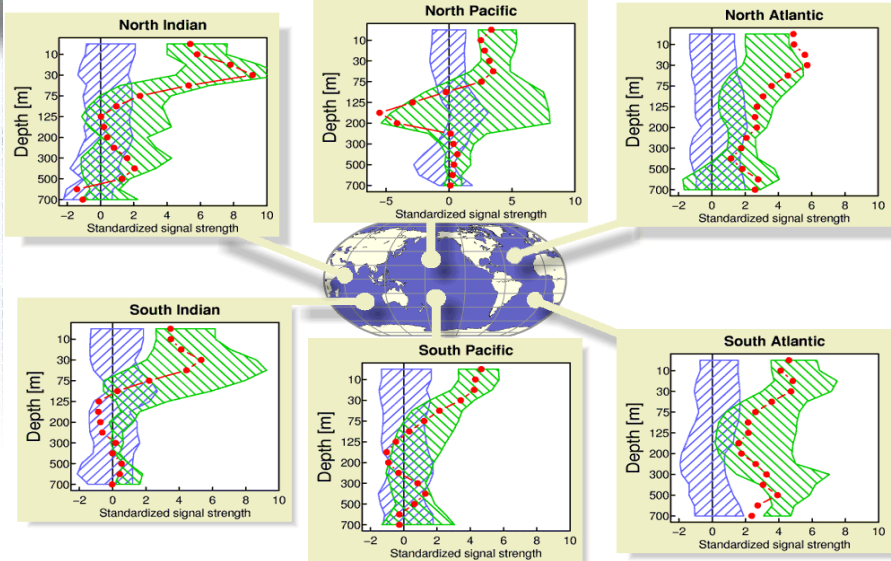 North Indian
Depth [m]
10
30
75
125
200
300
500
700
−2 0 2 4 6 8 10
Standardized signal strength
North Pacific
Depth [m]
10
30
75
125
200
300
500
700
−5 0 5 10
Standardized signal strength
North Atlantic
Depth [m]
10
30
75
125
200
300
500
700
−2 0 2 4 6 8 10
Standardized signal strength
South Indian
Depth [m]
10
30
75
125
200
300
500
700
−2 0 2 4 6 8 10
Standardized signal strength
South Pacific
Depth [m]
10
30
75
125
200
300
500
700
−2 0 2 4 6 8 10
Standardized signal strength
South Atlantic
Depth [m]
10
30
75
125
200
300
500
700
−2 0 2 4 6 8 10
Standardized signal strength